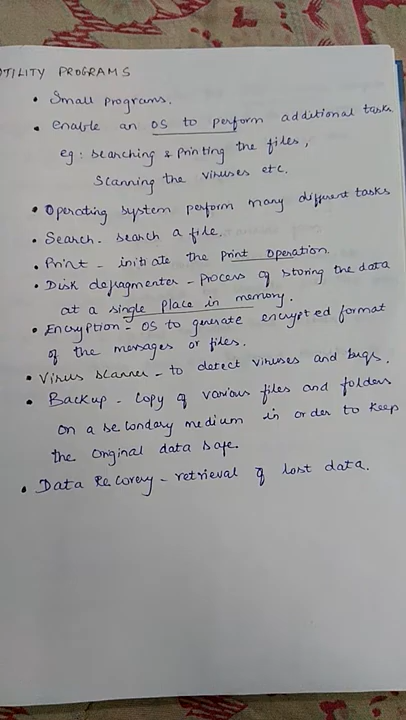 UTILITY PROGRAMS
• Small programs.
• enable an OS to perform additional tasks
eg: searching & printing the files,
Scanning the viruses etc.
• Operating system perform many different tasks
• Search - search a file.
• Print - initiate the print operation.
• Disk defragmenter - process of storing the data
at a single place in memory.
• Encryption - OS to generate encrypted format
of the messages or files.
• Virus scanner - to detect viruses and bugs.
• Backup - copy of various files and folders
on a secondary medium in order to keep
the original data safe.
• Data Recovery - retrieval of lost data.